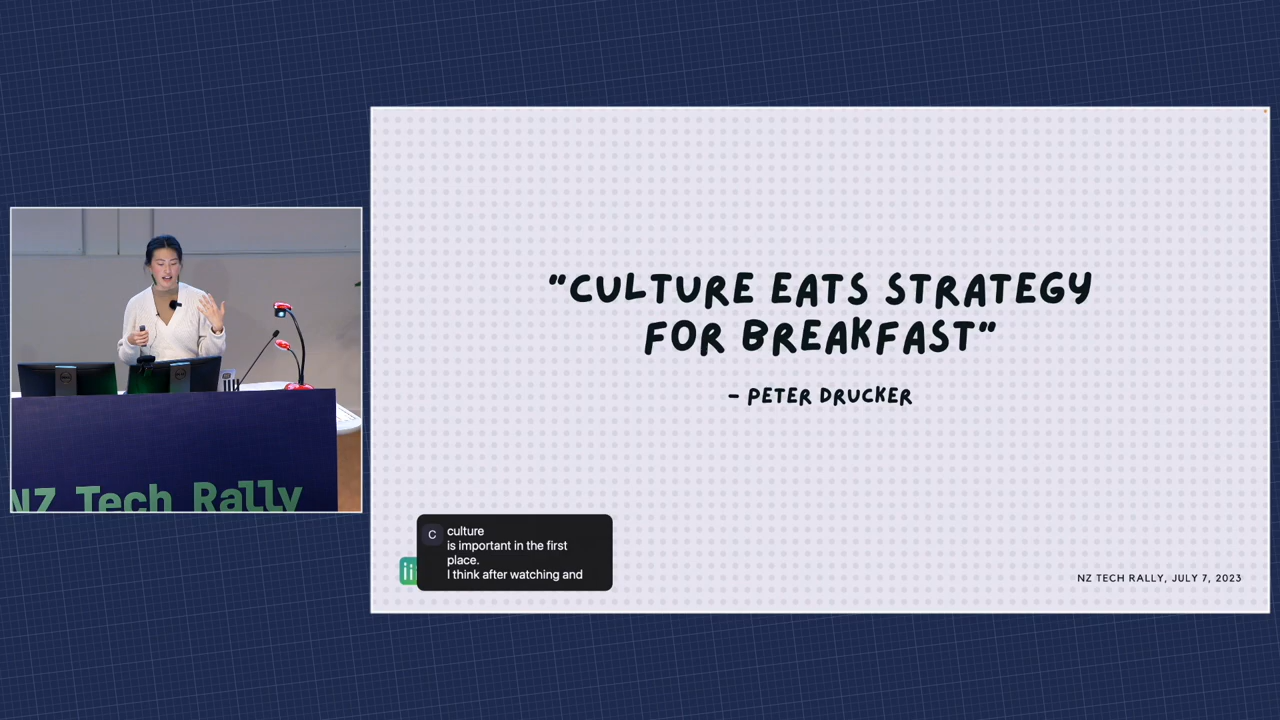 "CULTURE EATS STRATEGY
FOR BREAKFAST"
- PETER DRUCKER
C
culture
is important in the first
place.
I think after watching and
NZ TECH RALLY, JULY 7, 2023
NZ Tech Rally